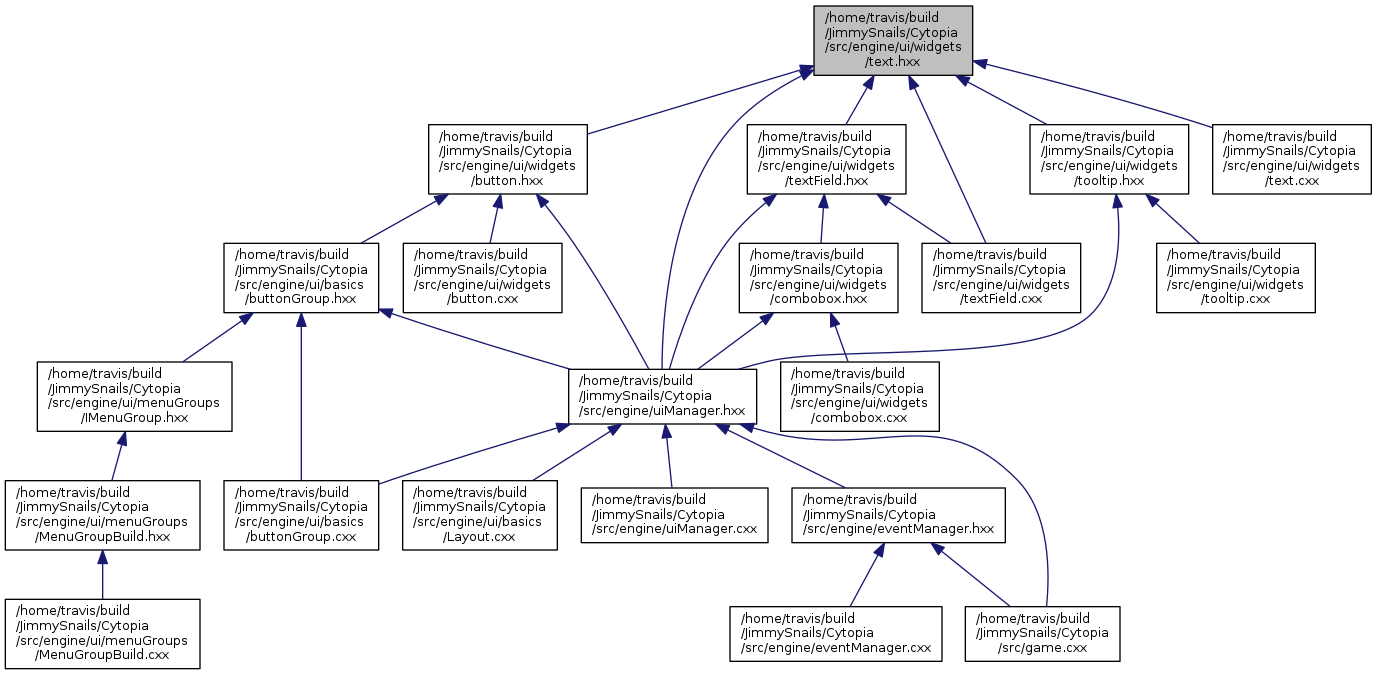 /home/travis/build
/JimmySnails/Cytopia
/src/engine/ui/widgets
/text.hxx
/home/travis/build
/JimmySnails/Cytopia
/src/engine/ui/widgets
/button.hxx
/home/travis/build
/JimmySnails/Cytopia
/src/engine/ui/widgets
/textField.hxx
/home/travis/build
/JimmySnails/Cytopia
/src/engine/ui/widgets
/tooltip.hxx
/home/travis/build
/JimmySnails/Cytopia
/src/engine/ui/widgets
/text.cxx
/home/travis/build
/JimmySnails/Cytopia
/src/engine/ui/basics
/buttonGroup.hxx
/home/travis/build
/JimmySnails/Cytopia
/src/engine/ui/widgets
/button.cxx
/home/travis/build
/JimmySnails/Cytopia
/src/engine/ui/widgets
/combobox.hxx
/home/travis/build
/JimmySnails/Cytopia
/src/engine/ui/widgets
/textField.cxx
/home/travis/build
/JimmySnails/Cytopia
/src/engine/ui/widgets
/tooltip.cxx
/home/travis/build
/JimmySnails/Cytopia
/src/engine/ui/menuGroups
/IMenuGroup.hxx
/home/travis/build
/JimmySnails/Cytopia
/src/engine/uiManager.hxx
/home/travis/build
/JimmySnails/Cytopia
/src/engine/ui/widgets
/combobox.cxx
/home/travis/build
/JimmySnails/Cytopia
/src/engine/ui/menuGroups
/MenuGroupBuild.hxx
/home/travis/build
/JimmySnails/Cytopia
/src/engine/ui/basics
/buttonGroup.cxx
/home/travis/build
/JimmySnails/Cytopia
/src/engine/ui/basics
/Layout.cxx
/home/travis/build
/JimmySnails/Cytopia
/src/engine/uiManager.cxx
/home/travis/build
/JimmySnails/Cytopia
/src/engine/eventManager.hxx
/home/travis/build
/JimmySnails/Cytopia
/src/engine/ui/menuGroups
/MenuGroupBuild.cxx
/home/travis/build
/JimmySnails/Cytopia
/src/engine/eventManager.cxx
/home/travis/build
/JimmySnails/Cytopia
/src/game.cxx